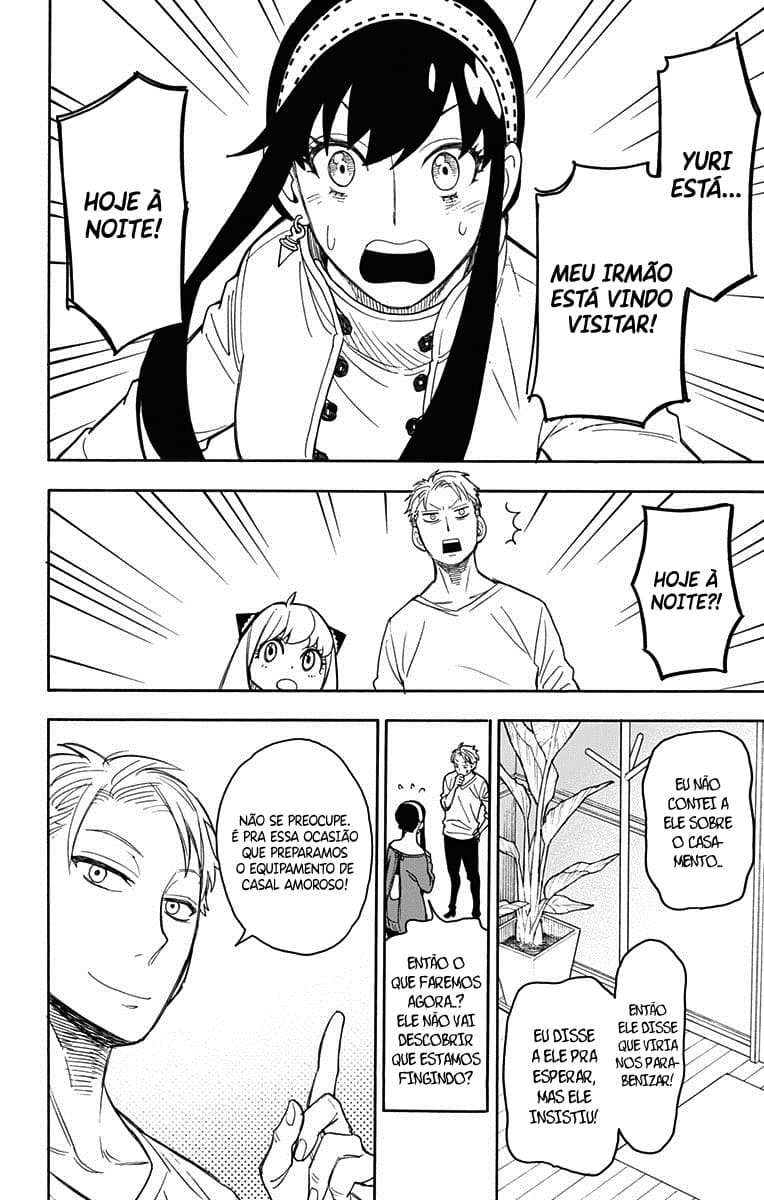 YURI
ESTÁ...
MEU IRMÃO
ESTÁ VINDO
VISITAR!
HOJE À
NOITE!
HOJE À
NOITE?!
EU NÃO
CONTEI A
ELE SOBRE
O CASA-
MENTO..
ENTÃO
ELE DISSE
QUE VIRIA
NOS PARA-
BENIZAR!
EU DISSE
A ELE PRA
ESPERAR,
MAS ELE
INSISTIU!
ENTÃO O
QUE FAREMOS
AGORA..?
ELE NÃO VAI
DESCOBRIR
QUE ESTAMOS
FINGINDO?
NÃO SE PREOCUPE.
É PRA ESSA OCASIÃO
QUE PREPARAMOS
O EQUIPAMENTO DE
CASAL AMOROSO!